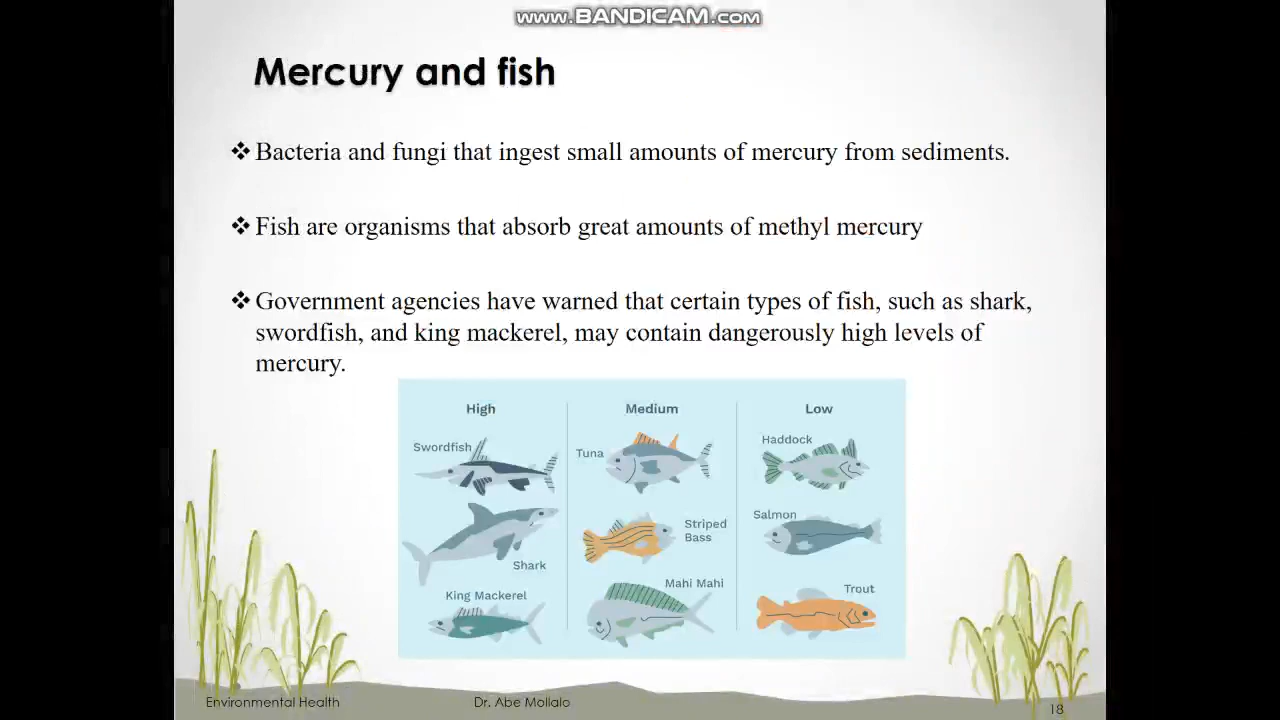 www.BANDICAM.com
Mercury and fish
❖ Bacteria and fungi that ingest small amounts of mercury from sediments.
❖ Fish are organisms that absorb great amounts of methyl mercury
❖ Government agencies have warned that certain types of fish, such as shark,
swordfish, and king mackerel, may contain dangerously high levels of
mercury.
High
Swordfish
Shark
King Mackerel
Medium
Tuna
Striped
Bass
Mahi Mahi
Low
Haddock
Salmon
Trout
Environmental Health
Dr. Abe Mollalo
18